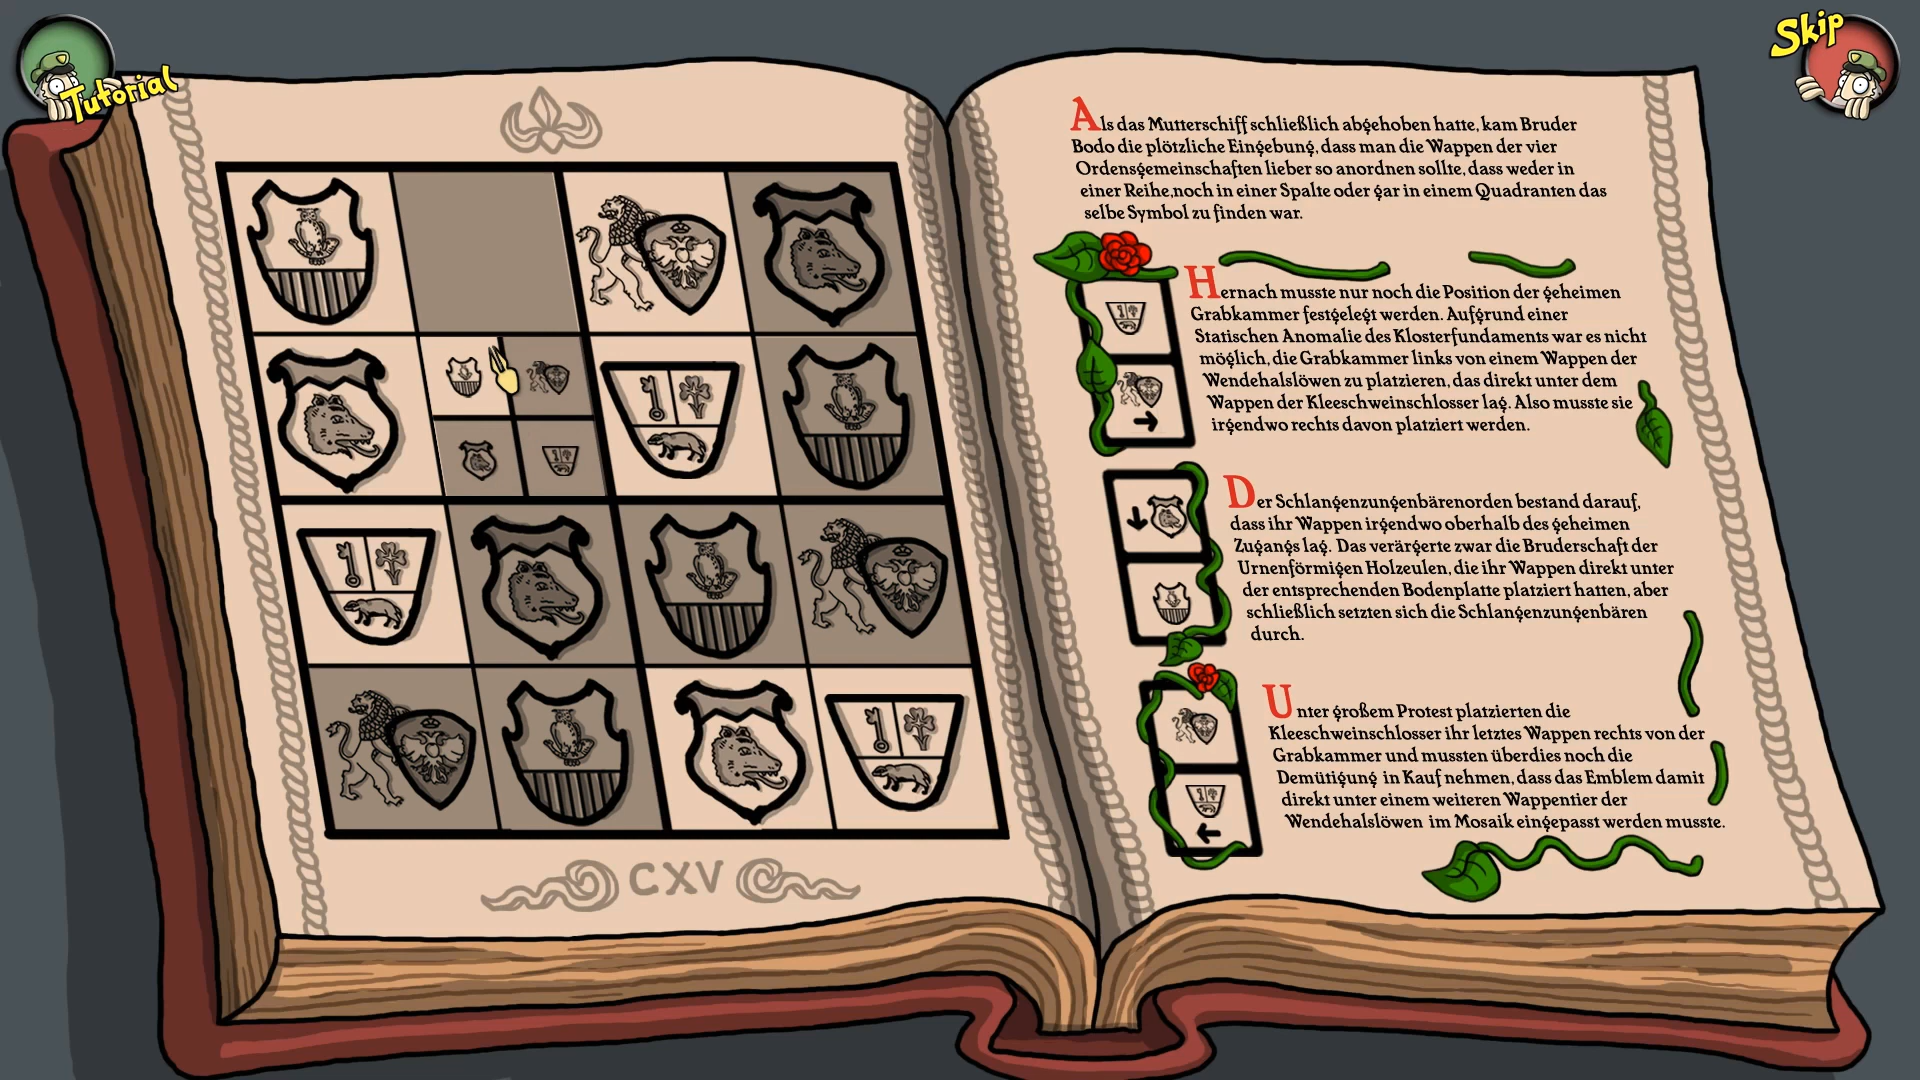 Tutorial
Skip
Als das Mutterschiff schließlich abgehoben hatte, kam Bruder
Bodo die plötzliche Eingebung, dass man die Wappen der vier
Ordensgemeinschaften lieber so anordnen sollte, dass weder in
einer Reihe,noch in einer Spalte oder gar in einem Quadranten das
selbe Symbol zu finden war.
Hernach musste nur noch die Position der geheimen
Grabkammer festgelegt werden. Aufgrund einer
Statischen Anomalie des Klosterfundaments war es nicht
möglich, die Grabkammer links von einem Wappen der
Wendehalslöwen zu platzieren, das direkt unter dem
Wappen der Kleeschweinschlosser lag. Also musste sie
irgendwo rechts davon platziert werden.
Der Schlangenzungenbärenorden bestand darauf,
dass ihr Wappen irgendwo oberhalb des geheimen
Zugangs lag. Das verärgerte zwar die Bruderschaft der
Urnenförmigen Holzeulen, die ihr Wappen direkt unter
der entsprechenden Bodenplatte platziert hatten, aber
schließlich setzten sich die Schlangenzungenbären
durch.
Unter großem Protest platzierten die
Kleeschweinschlosser ihr letztes Wappen rechts von der
Grabkammer und mussten überdies noch die
Demütigung in Kauf nehmen, dass das Emblem damit
direkt unter einem weiteren Wappentier der
Wendehalslöwen im Mosaik eingepasst werden musste.
CXV